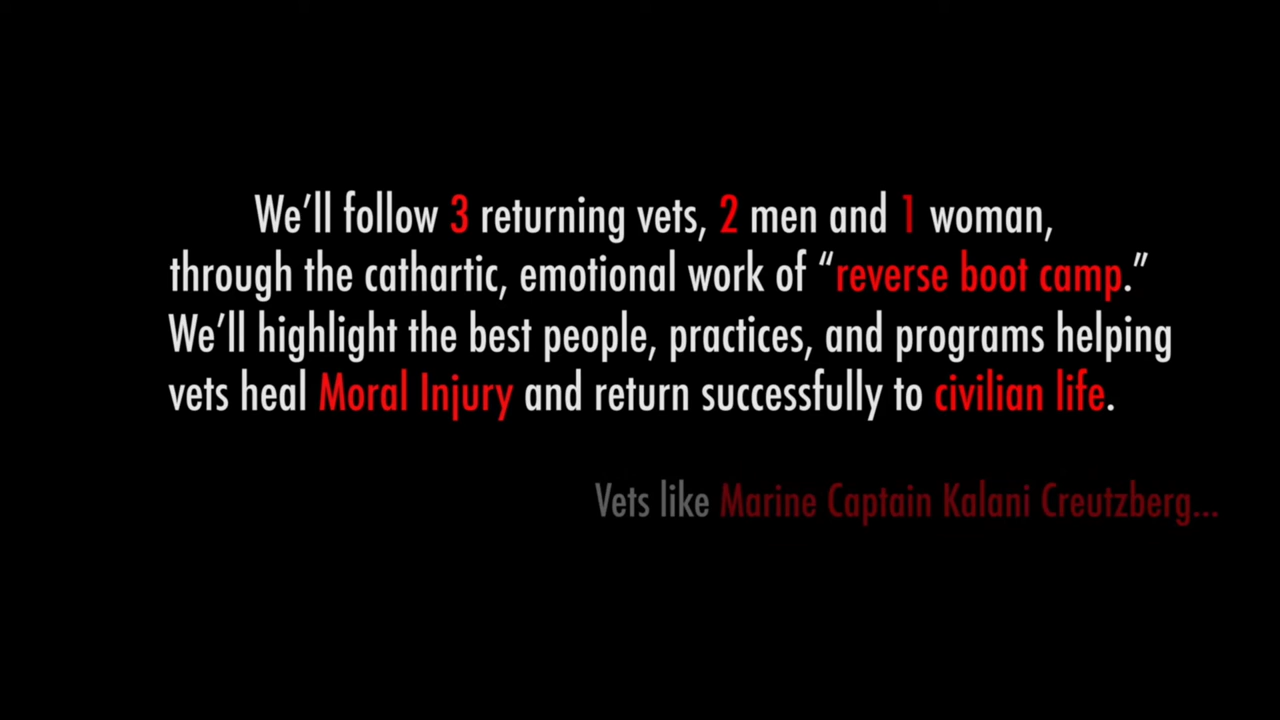 We’ll follow 3 returning vets, 2 men and 1 woman,
through the cathartic, emotional work of “reverse boot camp.”
We’ll highlight the best people, practices, and programs helping
vets heal Moral Injury and return successfully to civilian life.
Vets like Marine Captain Kalani Creutzberg...